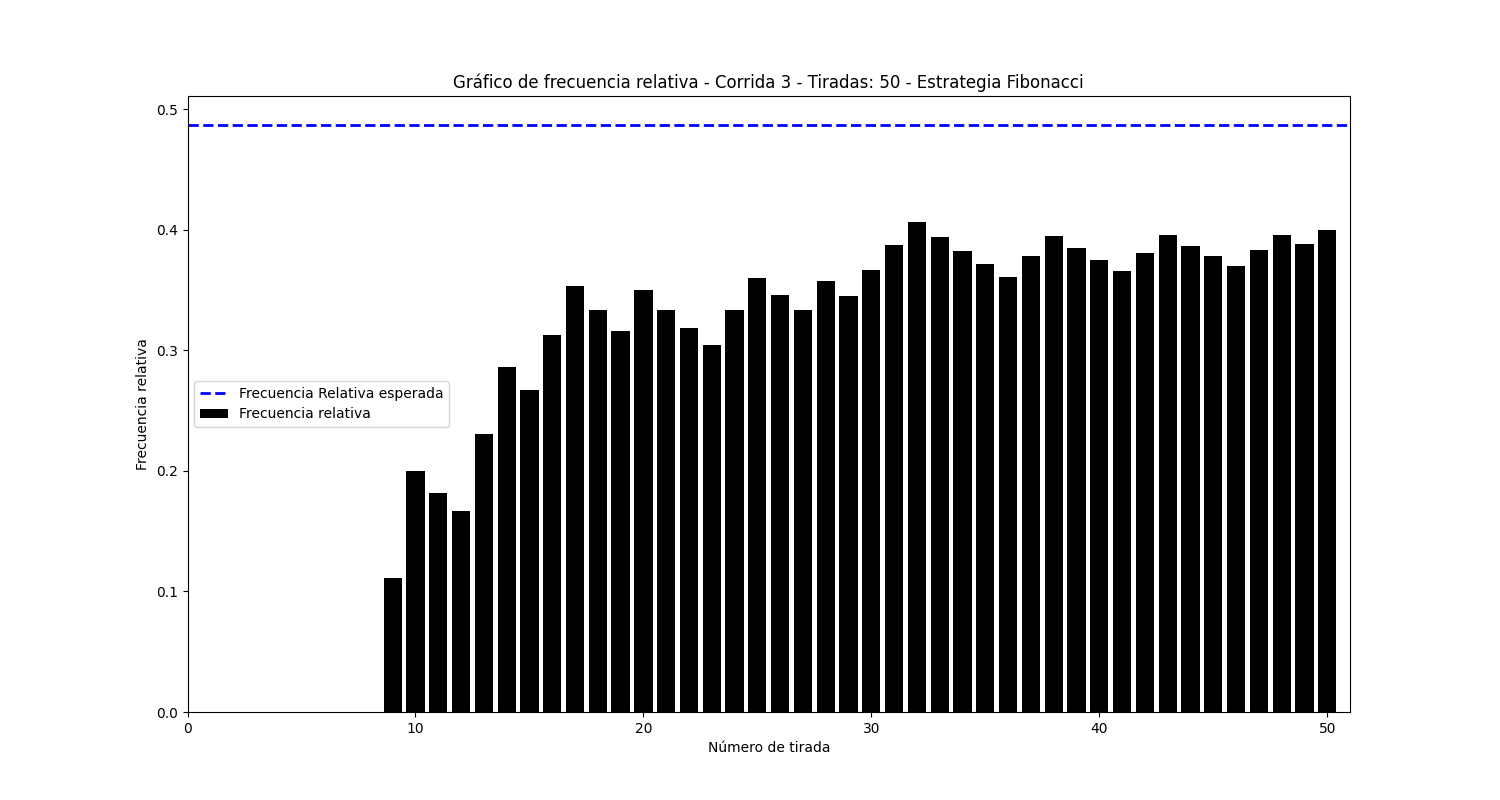 Gráfico de frecuencia relativa - Corrida 3 - Tiradas: 50 - Estrategia Fibonacci
0.5
0.4
0.3
0.2
0.1
0.0
Frecuencia relativa
Frecuencia Relativa esperada
Frecuencia relativa
0 10 20 30 40 50
Número de tirada